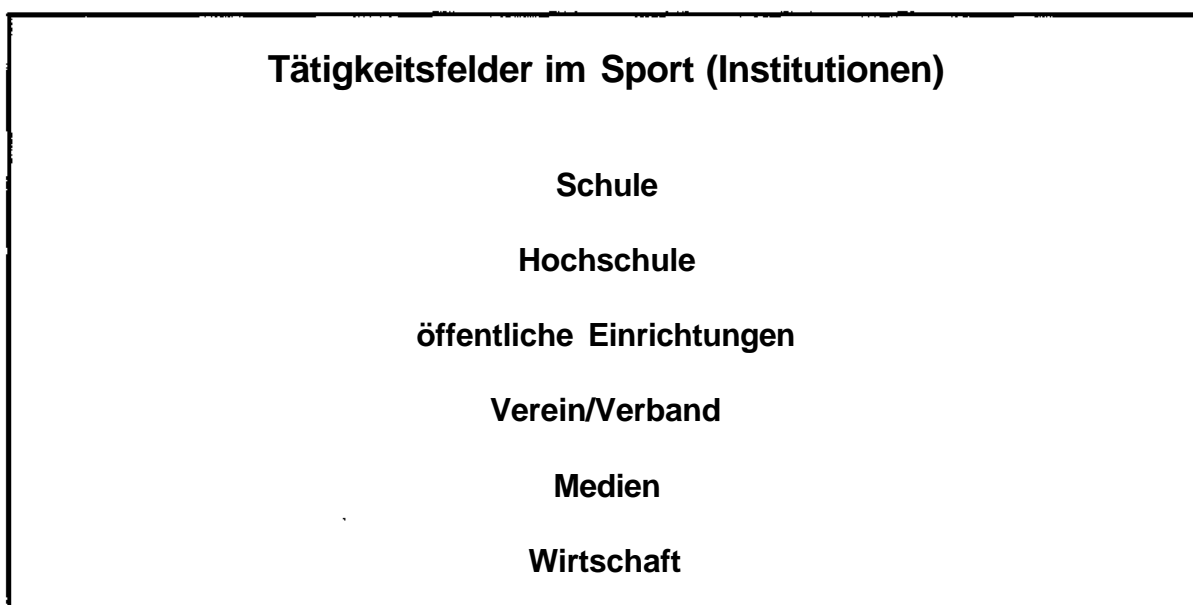 Tätigkeitsfelder im Sport (Institutionen)
Schule
Hochschule
öffentliche Einrichtungen
Verein/Verband
Medien
Wirtschaft